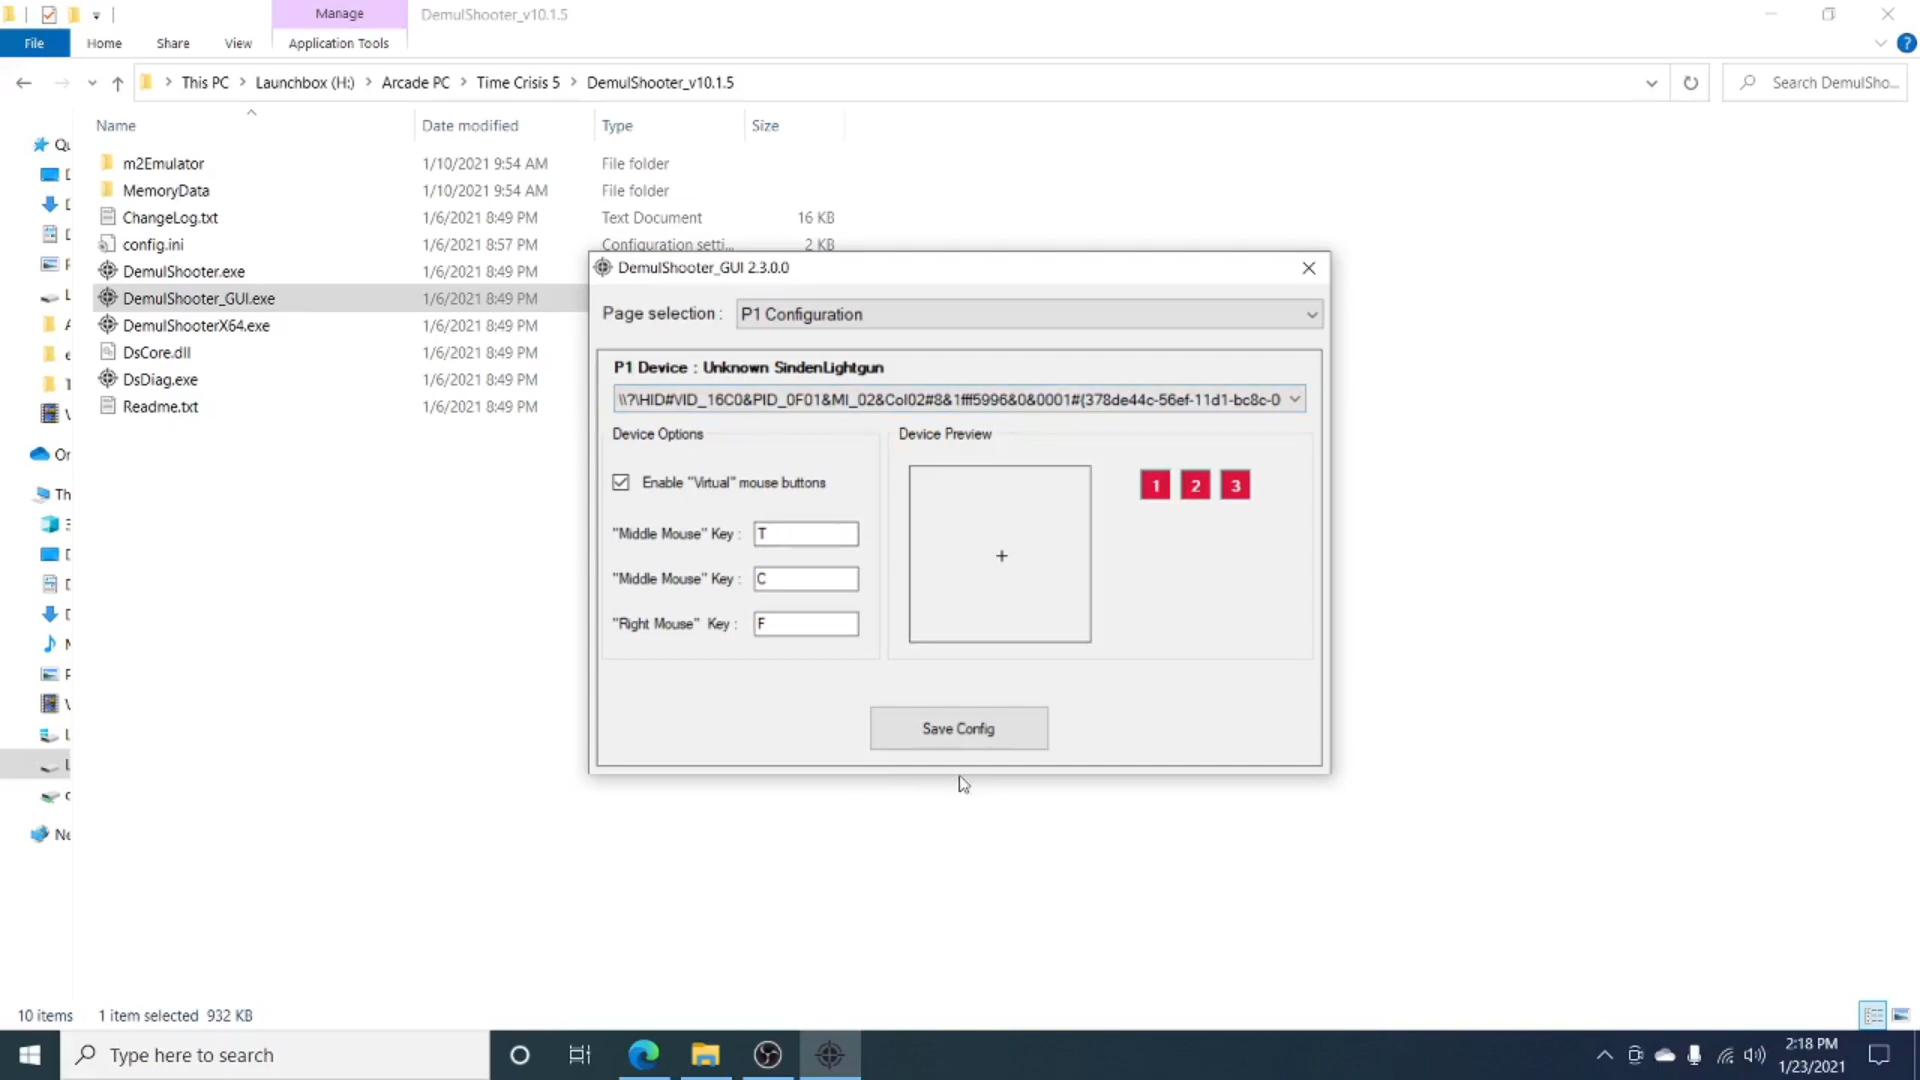 Manage
DemulShooter_v10.1.5
File
Home
Share
View
Application Tools
This PC
Launchbox (H:)
Arcade PC
Time Crisis 5
DemulShooter_v10.1.5
Search DemulSho...
Name
Date modified
Type
Size
m2Emulator 1/10/2021 9:54 AM File folder
MemoryData 1/10/2021 9:54 AM File folder
ChangeLog.txt 1/6/2021 8:49 PM Text Document 16 KB
config.ini 1/6/2021 8:57 PM Configuration setti... 2 KB
DemulShooter.exe 1/6/2021 8:49 PM
DemulShooter_GUI.exe 1/6/2021 8:49 PM
DemulShooterX64.exe 1/6/2021 8:49 PM
DsCore.dll 1/6/2021 8:49 PM
DsDiag.exe 1/6/2021 8:49 PM
Readme.txt 1/6/2021 8:49 PM
DemulShooter_GUI 2.3.0.0
Page selection : P1 Configuration
P1 Device : Unknown SindenLightgun
\\?\HID#VID_16C0&PID_0F01&MI_02&Col02#8&1fff5996&0&0001#{378de44c-56ef-11d1-bc8c-0
Device Options
Device Preview
Enable "Virtual" mouse buttons
1 2 3
"Middle Mouse" Key : T
"Middle Mouse" Key : C
"Right Mouse" Key : F
Save Config
10 items 1 item selected 932 KB
Type here to search
2:18 PM
1/23/2021